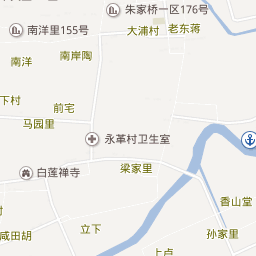 朱家桥一区176号
南洋里155号
大浦村
老东蒋
南岸陶
南洋
下村
前宅
马园里
永革村卫生室
梁家里
白莲禅寺
香山堂
立下
咸田胡
孙家里
上点